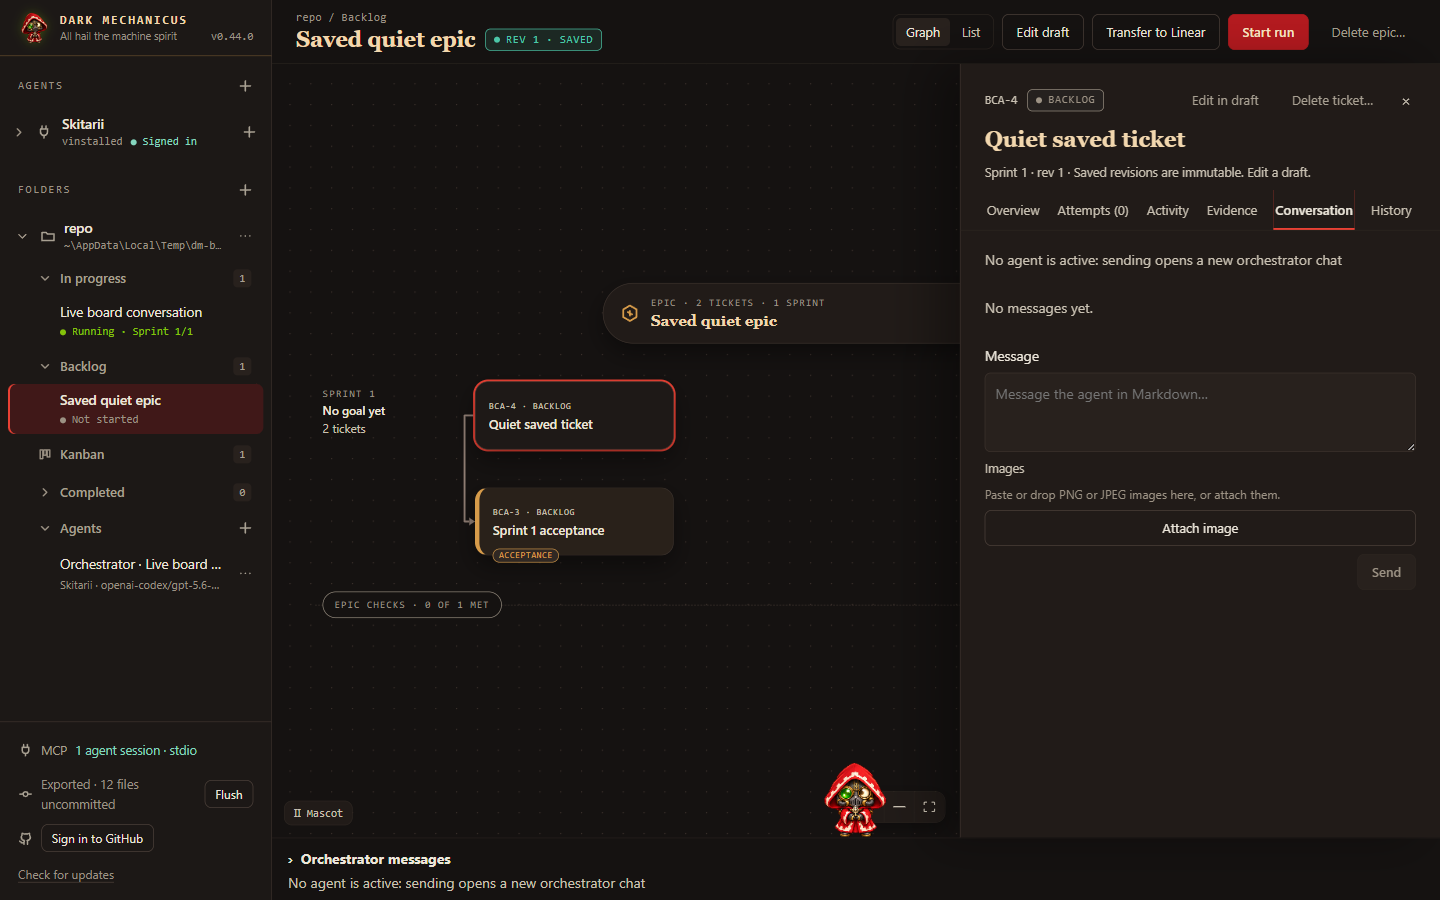 DARK MECHANICUS
All hail the machine spirit
v0.44.0
AGENTS
Skitarii
vinstalled ● Signed in
FOLDERS
repo
~\AppData\Local\Temp\dm-b…
In progress
1
Live board conversation
Running · Sprint 1/1
Backlog
1
Saved quiet epic
Not started
Kanban
1
Completed
0
Agents
Orchestrator · Live board ...
Skitarii · openai-codex/gpt-5.6-...
MCP 1 agent session · stdio
Exported · 12 files
uncommitted
Flush
Sign in to GitHub
Check for updates
repo / Backlog
Saved quiet epic
REV 1 · SAVED
Graph
List
Edit draft
Transfer to Linear
Start run
Delete epic...
EPIC · 2 TICKETS · 1 SPRINT
Saved quiet epic
SPRINT 1
No goal yet
2 tickets
BCA-4 · BACKLOG
Quiet saved ticket
BCA-3 · BACKLOG
Sprint 1 acceptance
ACCEPTANCE
EPIC CHECKS · 0 OF 1 MET
Mascot
Orchestrator messages
No agent is active: sending opens a new orchestrator chat
BCA-4
BACKLOG
Edit in draft
Delete ticket...
Quiet saved ticket
Sprint 1 · rev 1 · Saved revisions are immutable. Edit a draft.
Overview
Attempts (0)
Activity
Evidence
Conversation
History
No agent is active: sending opens a new orchestrator chat
No messages yet.
Message
Message the agent in Markdown...
Images
Paste or drop PNG or JPEG images here, or attach them.
Attach image
Send